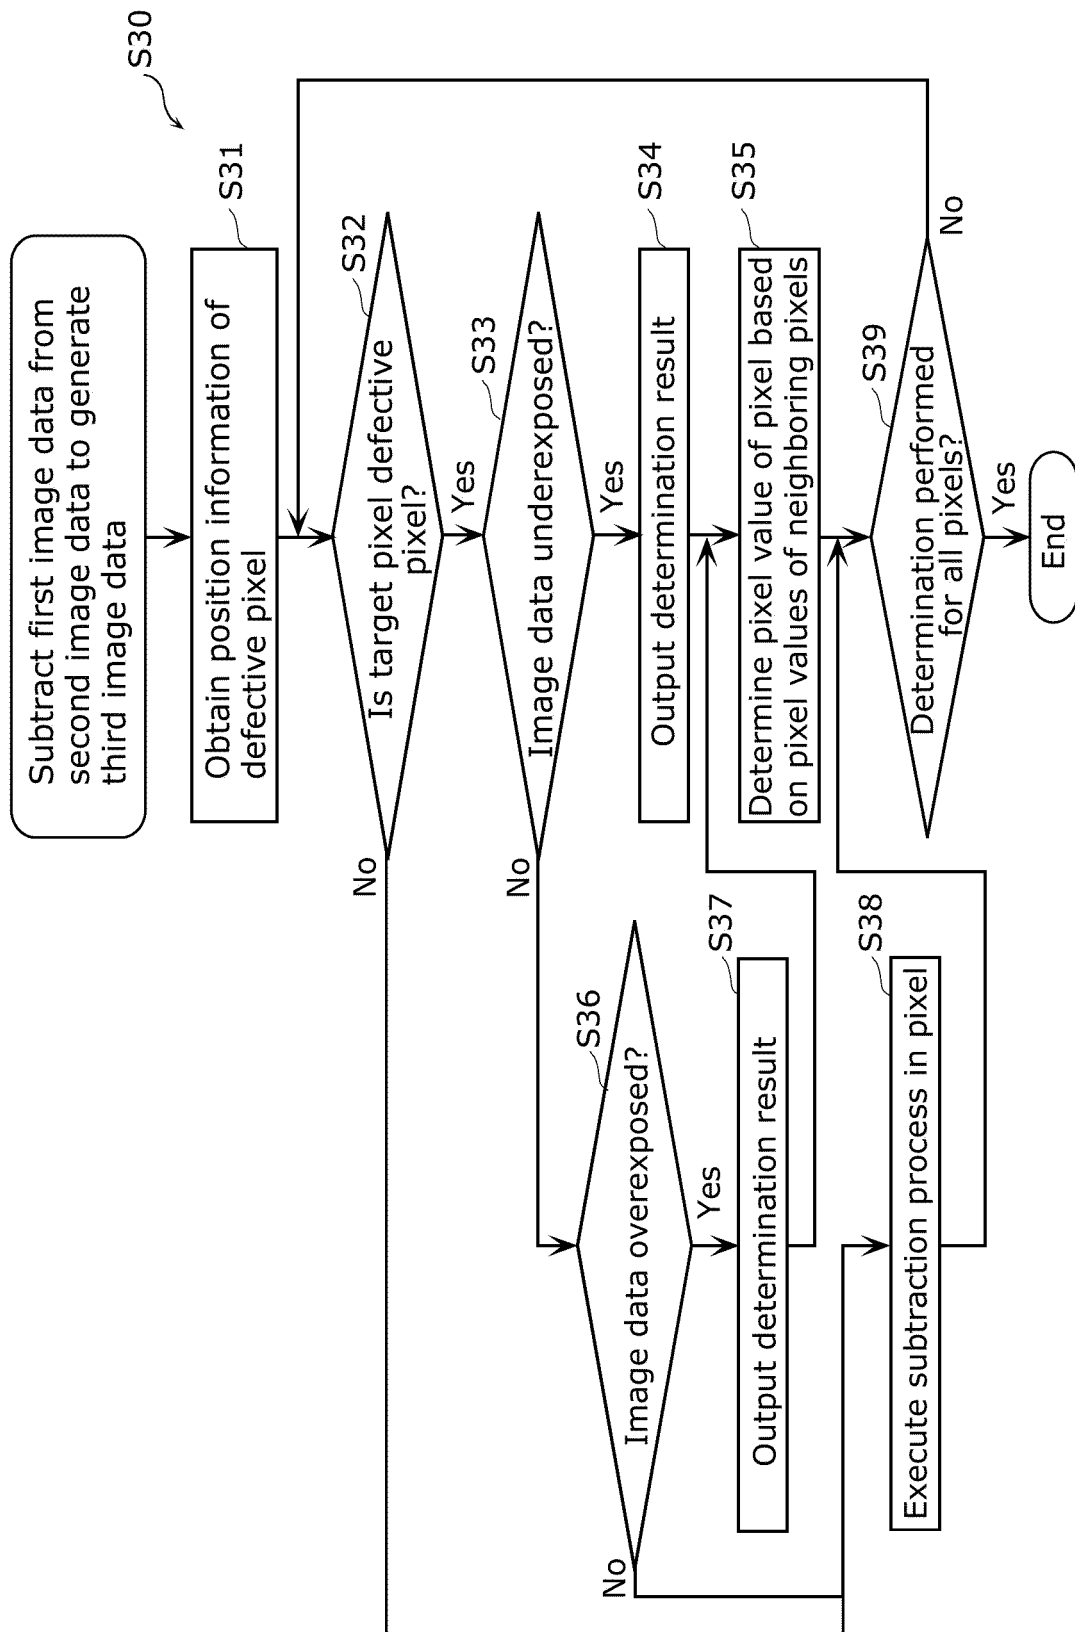 S30
Subtract first image data from
second image data to generate
third image data
S31
Obtain position information of
defective pixel
S32
Is target pixel defective
pixel?
No
Yes
S33
Image data underexposed?
No
Yes
S34
Output determination result
S35
Determine pixel value of pixel based
on pixel values of neighboring pixels
S36
Image data overexposed?
No
Yes
S37
Output determination result
S38
Execute subtraction process in pixel
S39
Determination performed
for all pixels?
No
Yes
End